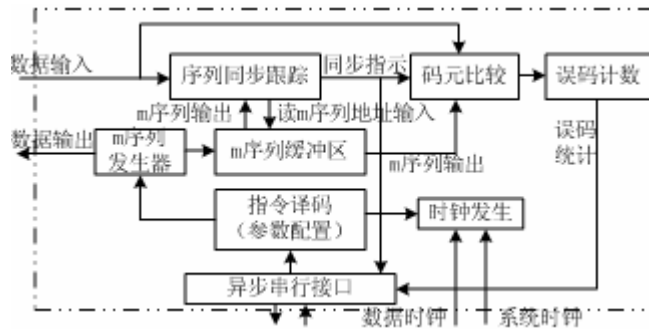 数据输入
序列同步跟踪
同步指示
码元比较
误码计数
m序列输出
读m序列地址输入
数据输出
m序列
发生器
m序列缓冲区
m序列输出
误码
统计
指令译码
（参数配置）
时钟发生
异步串行接口
数据时钟
系统时钟